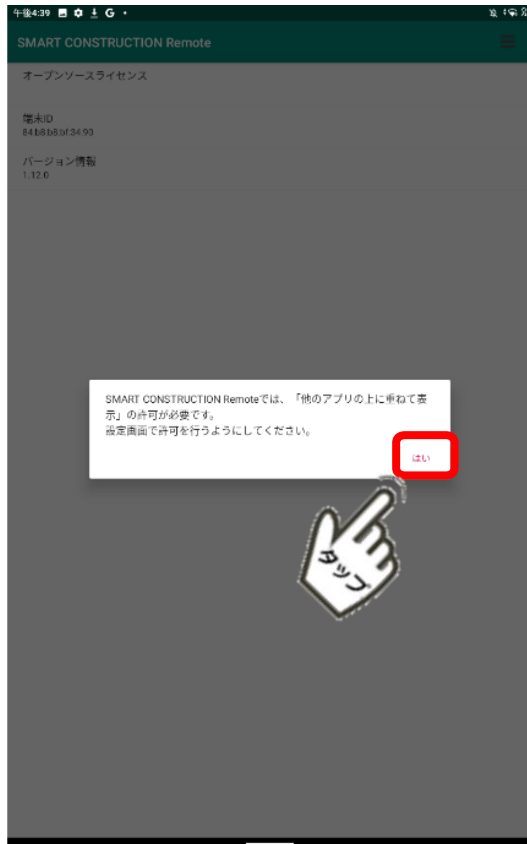 午後4:39
SMART CONSTRUCTION Remote
オープンソースライセンス
端末ID
84:b8:b8:bf:34:90
バージョン情報
1.12.0
SMART CONSTRUCTION Remoteでは、「他のアプリの上に重ねて表
示」の許可が必要です。
設定画面で許可を行うようにしてください。
はい
タップ